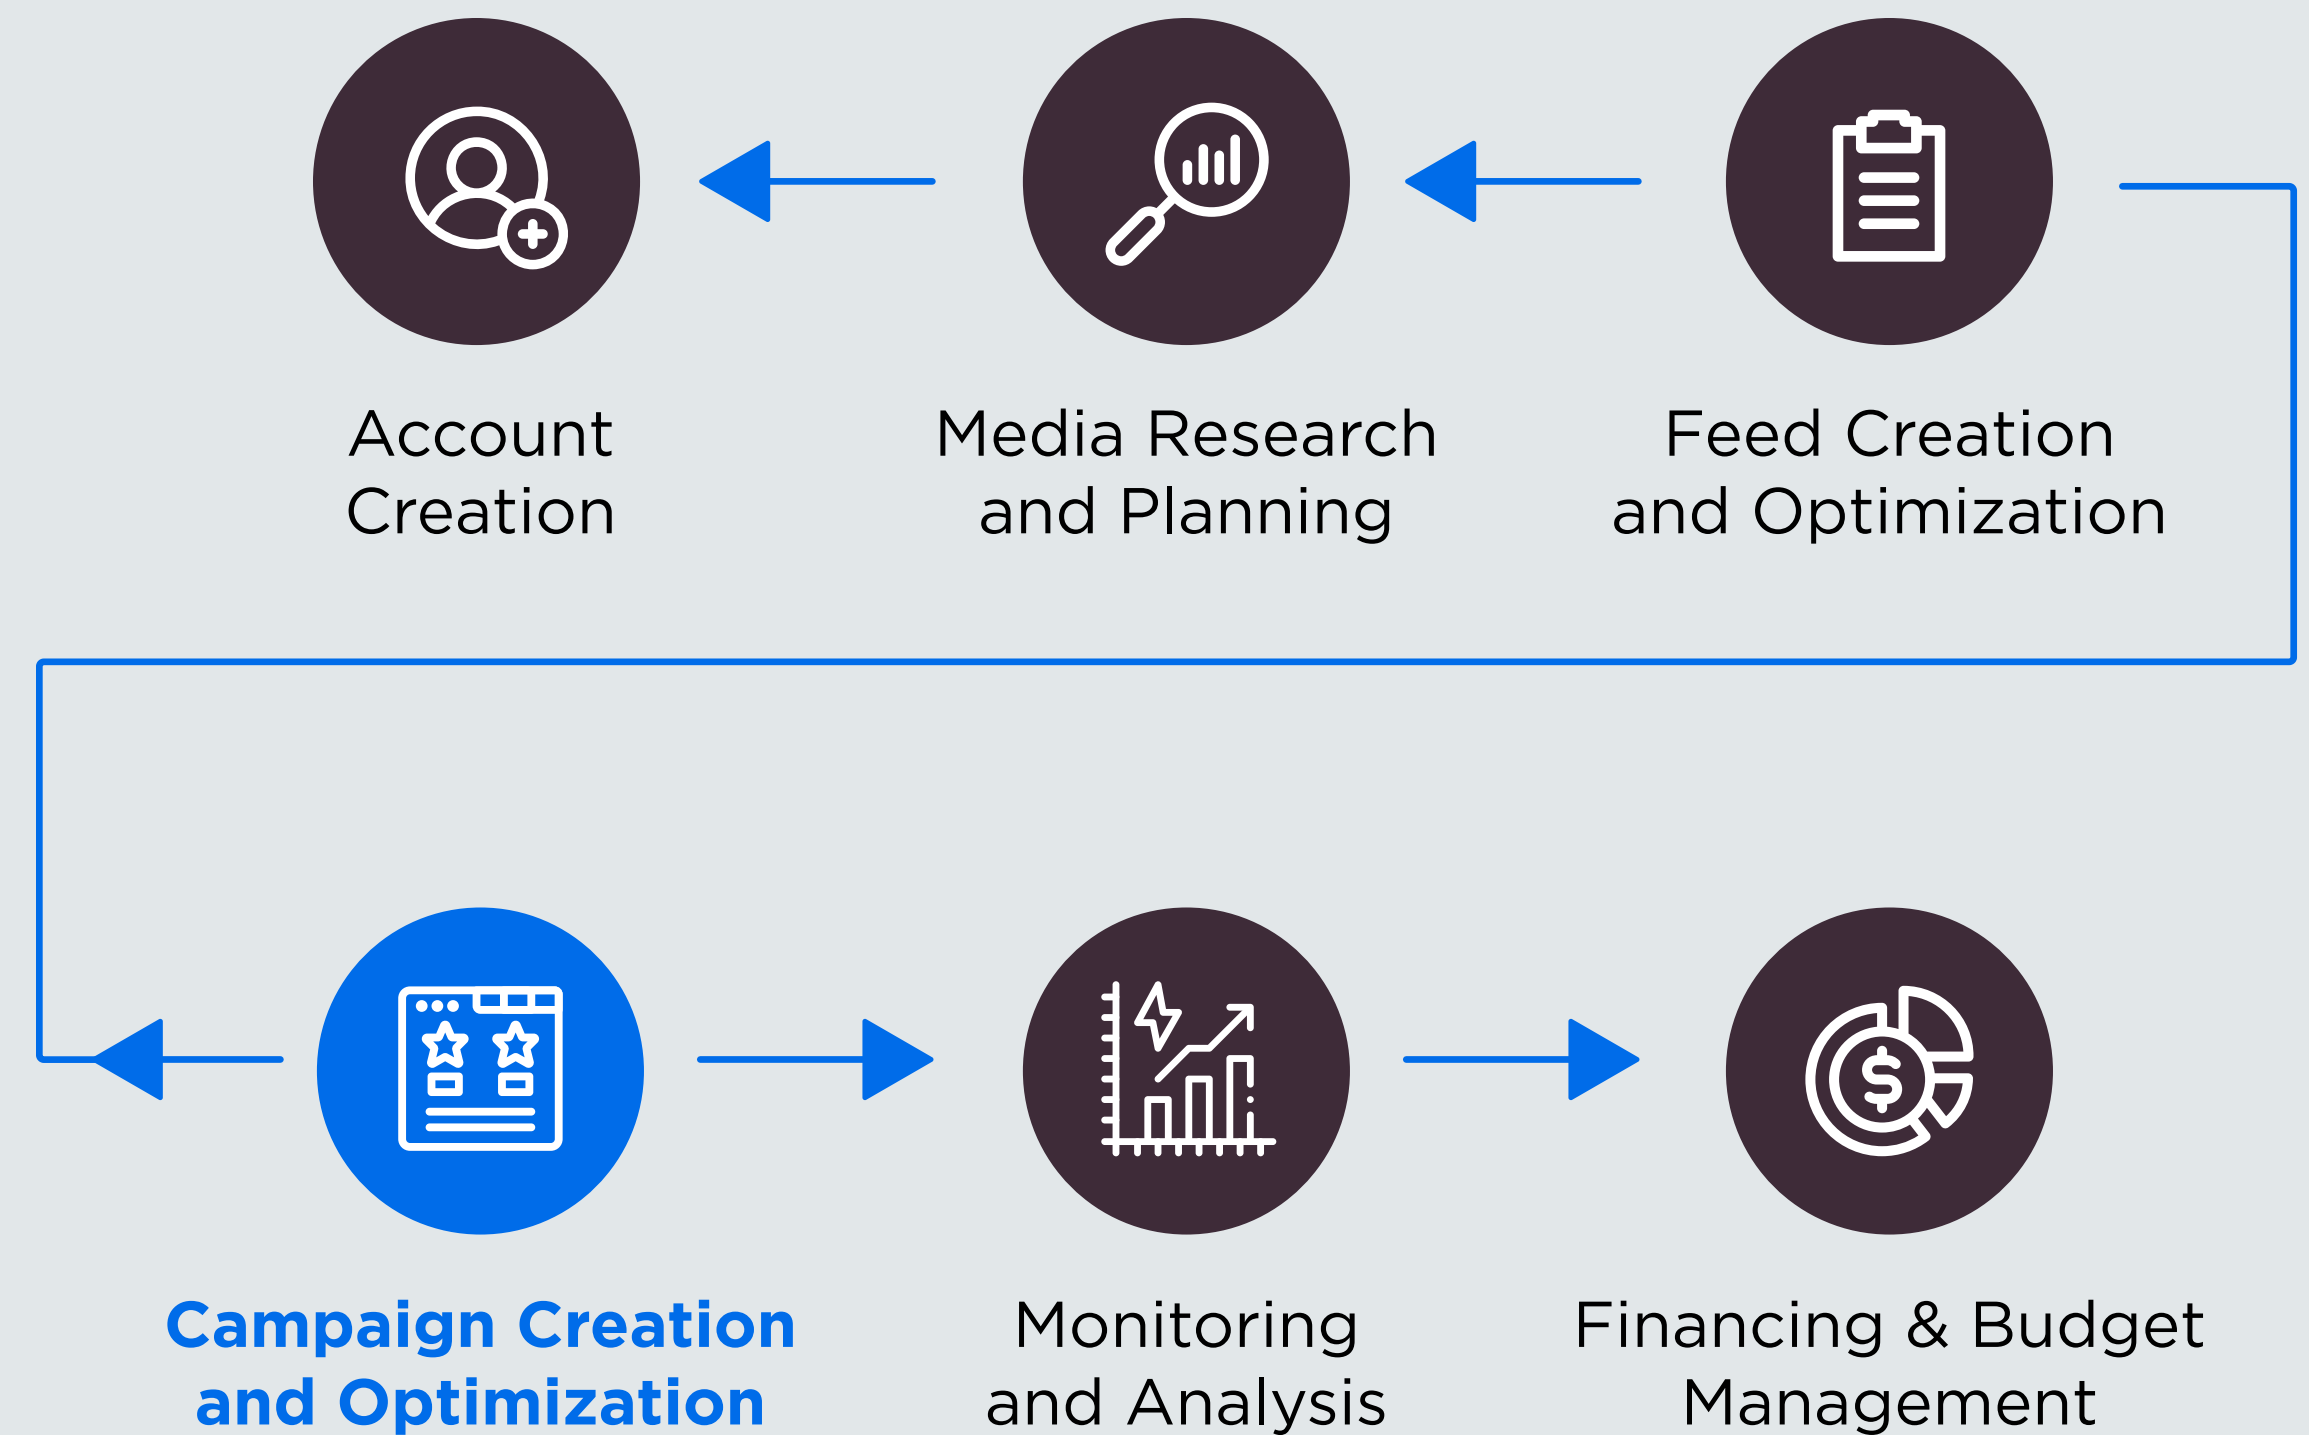 Account
Creation
Media Research
and Planning
Feed Creation
and Optimization
Campaign Creation
and Optimization
Monitoring
and Analysis
Financing & Budget
Management